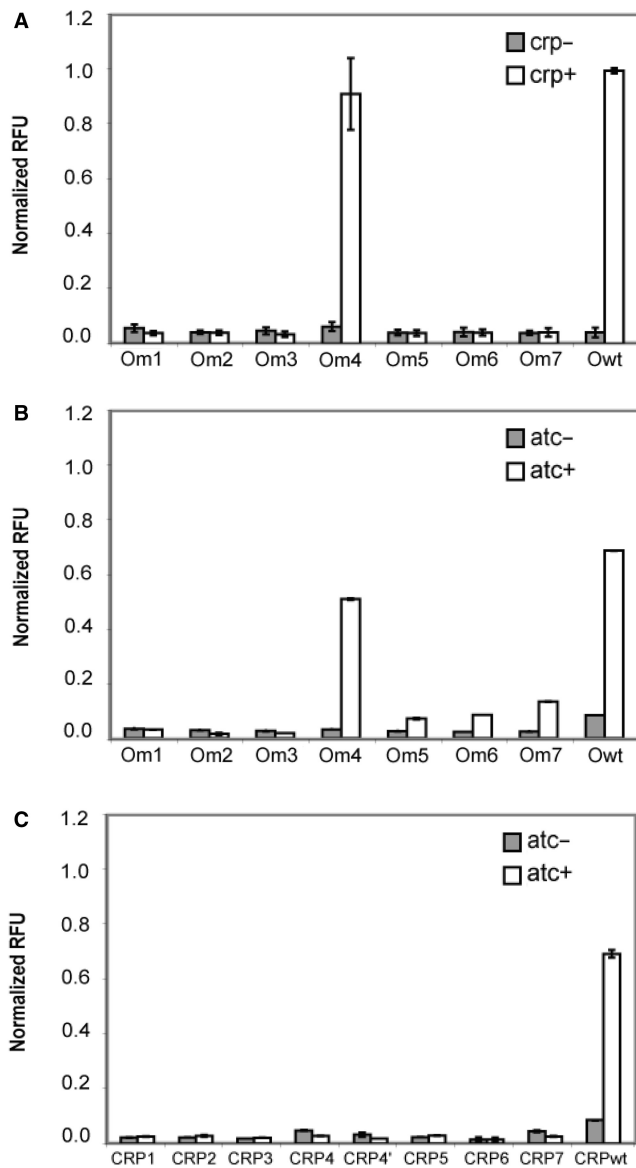 A
Normalized RFU
1.2
1.0
0.8
0.6
0.4
0.2
0.0
crp−
crp+
Om1 Om2 Om3 Om4 Om5 Om6 Om7 Owt
B
Normalized RFU
1.2
1.0
0.8
0.6
0.4
0.2
0.0
atc−
atc+
Om1 Om2 Om3 Om4 Om5 Om6 Om7 Owt
C
Normalized RFU
1.2
1.0
0.8
0.6
0.4
0.2
0.0
atc−
atc+
CRP1 CRP2 CRP3 CRP4 CRP4' CRP5 CRP6 CRP7 CRPwt